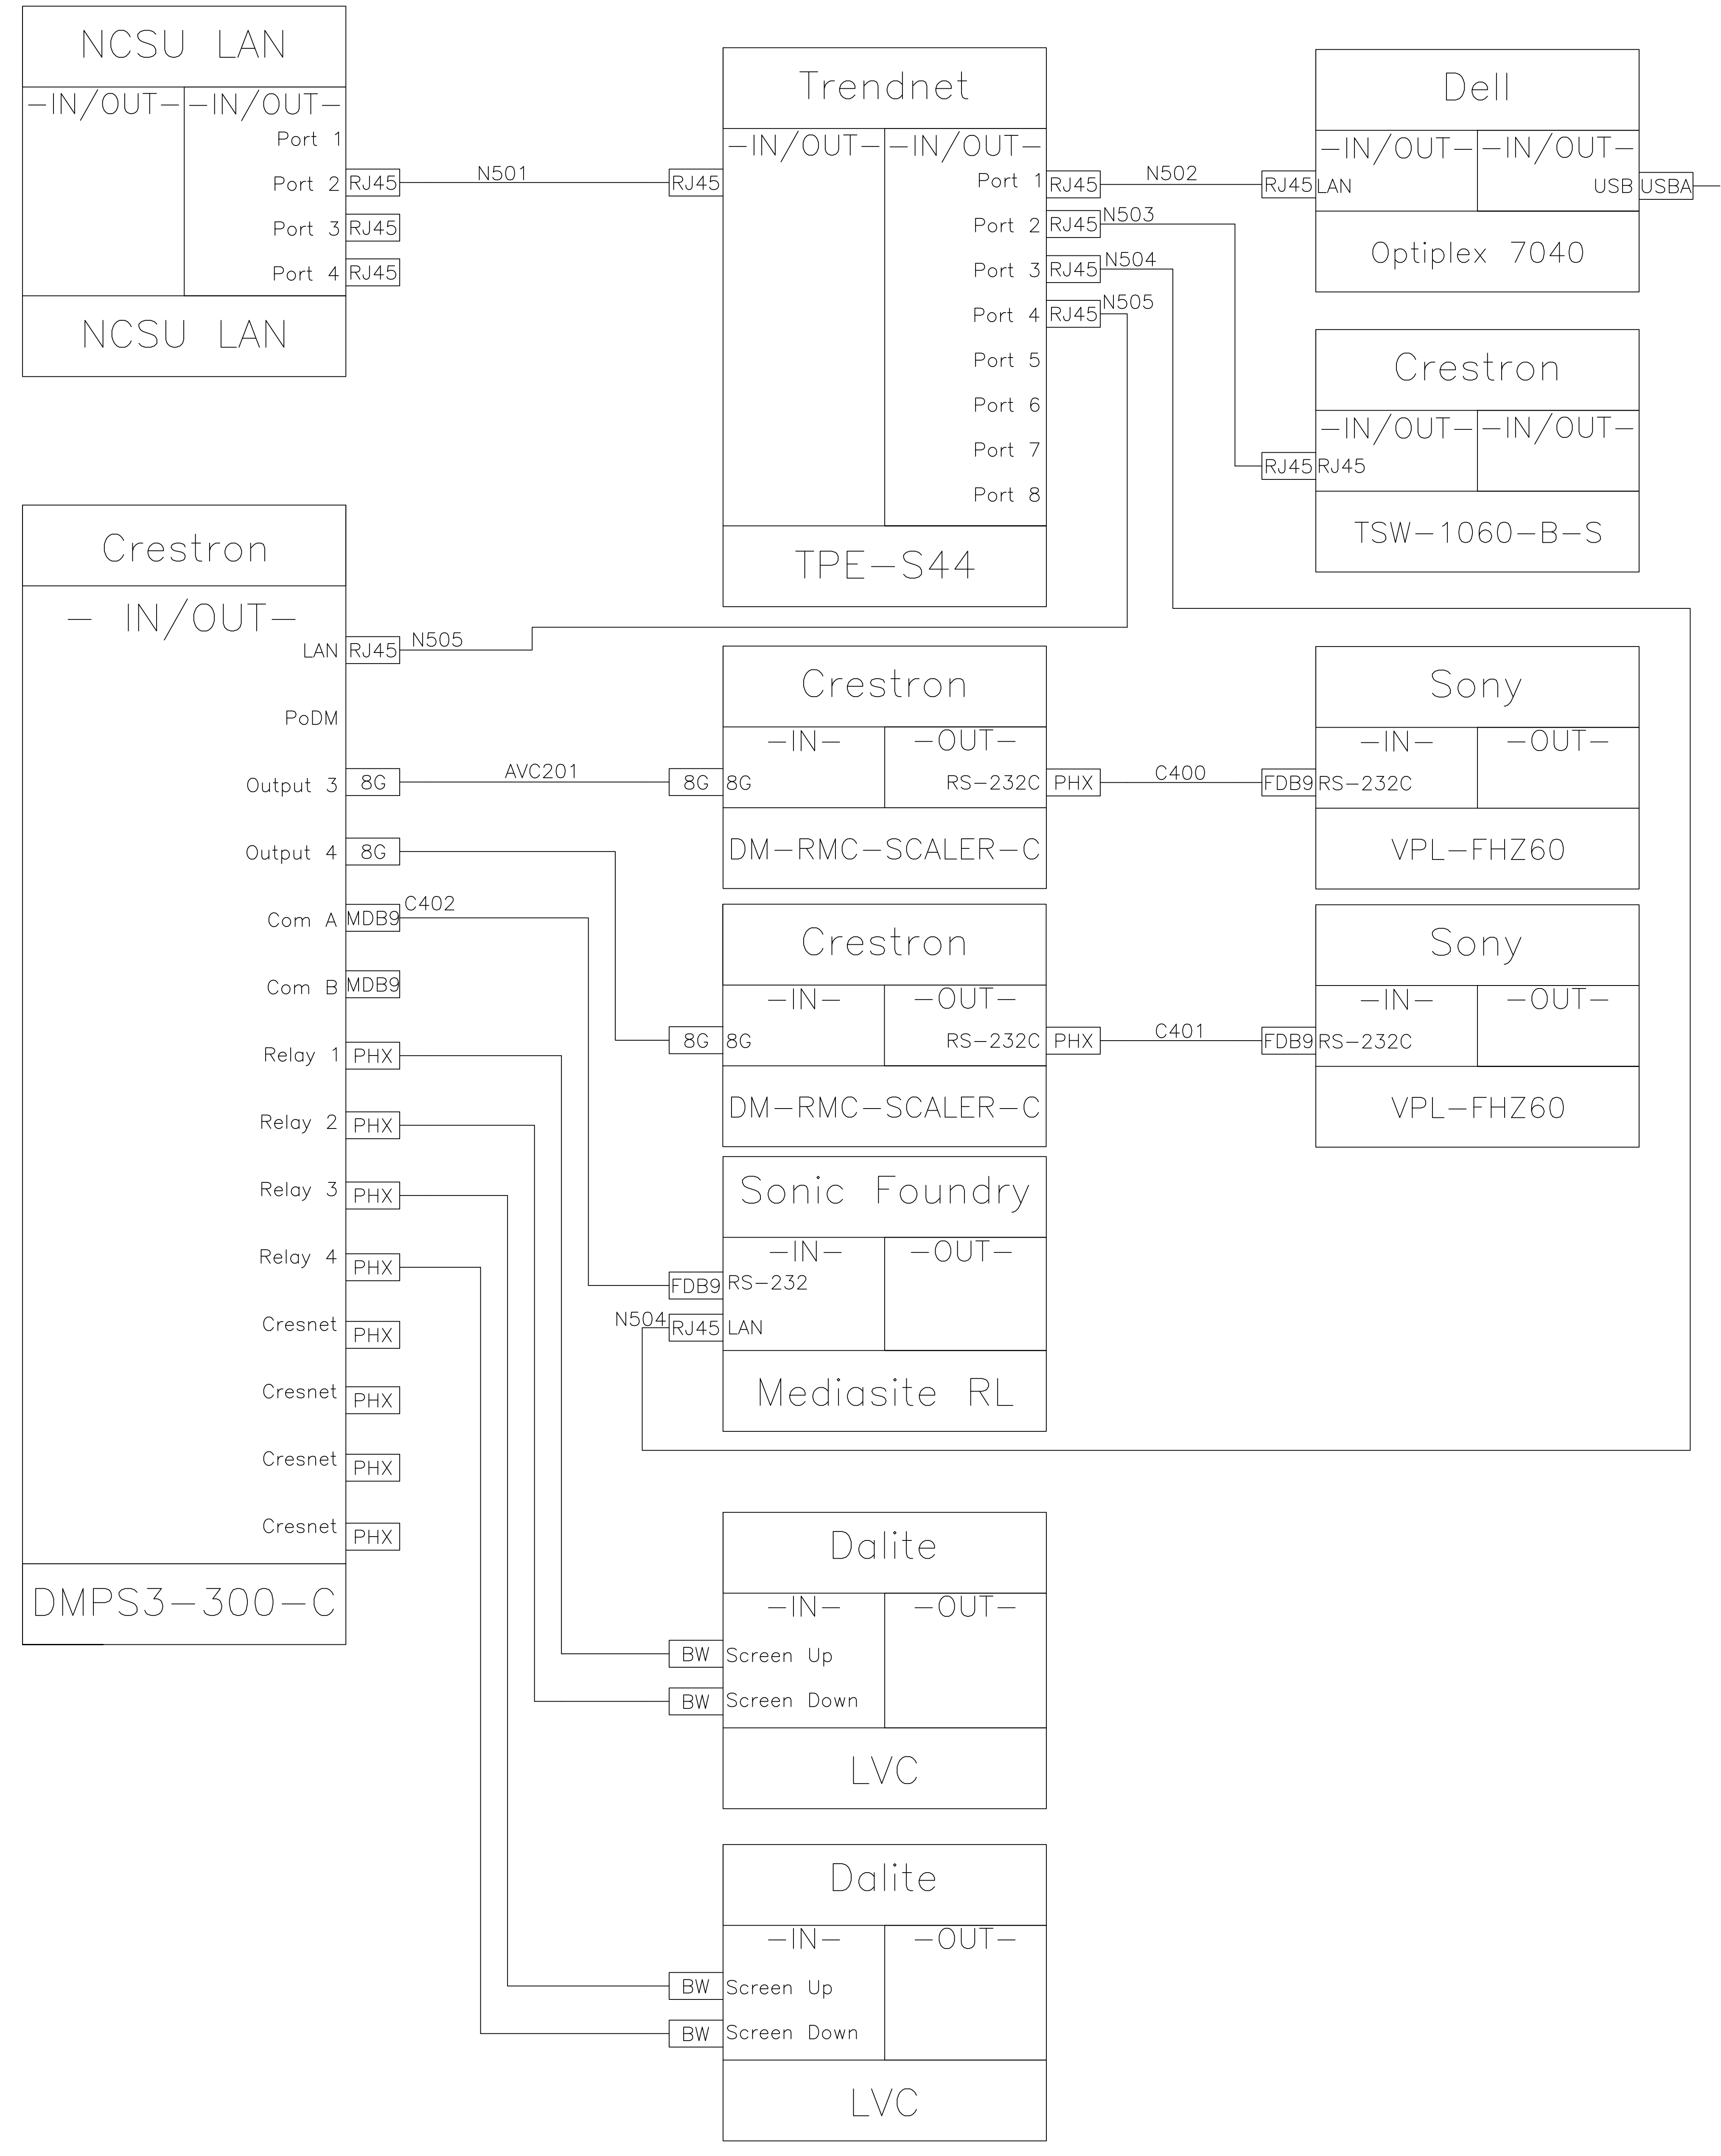 NCSU LAN
-IN/OUT- -IN/OUT-
Port 1
Port 2 RJ45
Port 3 RJ45
Port 4 RJ45
NCSU LAN
N501
Trendnet
-IN/OUT- -IN/OUT-
RJ45
Port 1 RJ45
Port 2 RJ45
Port 3 RJ45
Port 4 RJ45
Port 5
Port 6
Port 7
Port 8
TPE-S44
N502
N503
N504
N505
Dell
-IN/OUT- -IN/OUT-
RJ45 LAN USB USBA
Optiplex 7040
Crestron
-IN/OUT- -IN/OUT-
RJ45 RJ45
TSW-1060-B-S
Crestron
- IN/OUT-
LAN RJ45 N505
PoDM
Output 3 8G AVC201
Output 4 8G
Com A MDB9 C402
Com B MDB9
Relay 1 PHX
Relay 2 PHX
Relay 3 PHX
Relay 4 PHX
Cresnet PHX
Cresnet PHX
Cresnet PHX
Cresnet PHX
DMPS3-300-C
Crestron
-IN- -OUT-
8G 8G RS-232C PHX
DM-RMC-SCALER-C
C400
Sony
-IN- -OUT-
FDB9 RS-232C
VPL-FHZ60
Crestron
-IN- -OUT-
8G 8G RS-232C PHX
DM-RMC-SCALER-C
C401
Sony
-IN- -OUT-
FDB9 RS-232C
VPL-FHZ60
Sonic Foundry
-IN- -OUT-
FDB9 RS-232
N504 RJ45 LAN
Mediasite RL
Dalite
-IN- -OUT-
BW Screen Up
BW Screen Down
LVC
Dalite
-IN- -OUT-
BW Screen Up
BW Screen Down
LVC